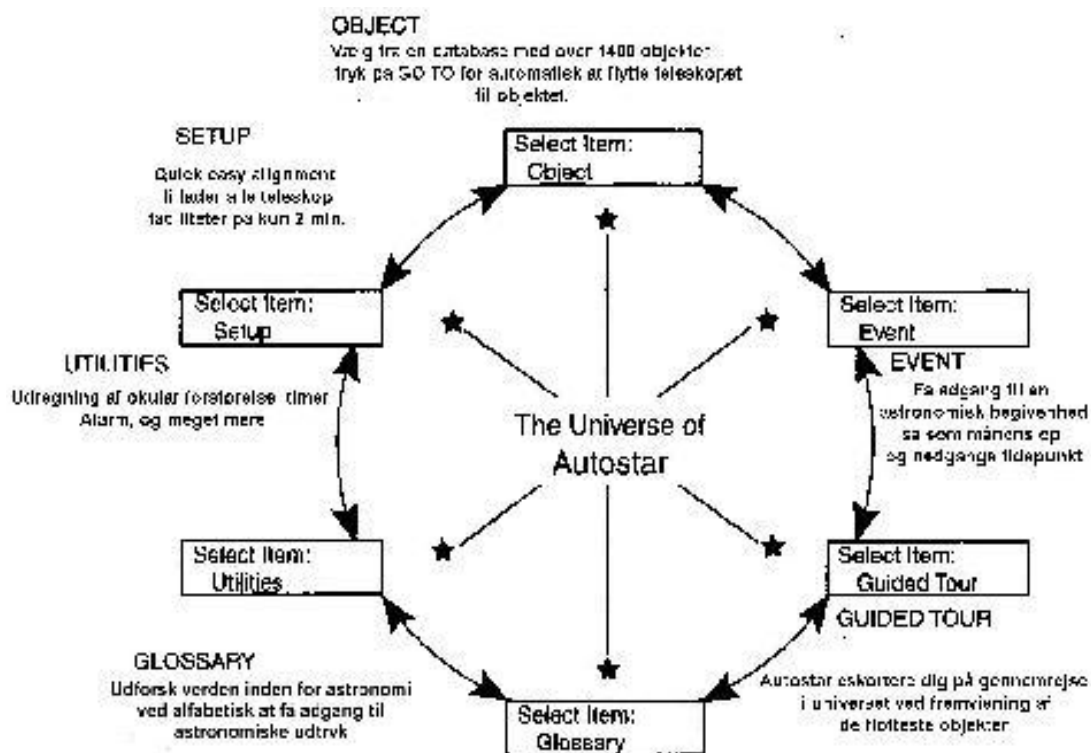 OBJECT
Vælg fra en database med over 1400 objekter
tryk på GO TO for automatisk at flytte teleskopet
til objektet.
Select Item:
Object
SETUP
Quick easy alignment
alle teleskop
på kun 2 min.
Select Item:
Setup
Select Item:
Event
UTILITIES
Udregning af okular forstørrelse timer
Alarm, og meget mere
EVENT
Få adgang til en
astronomisk begivenhed
så som månens op
og nedgangs tidspunkt
The Universe of
Autostar
Select Item:
Utilities
Select Item:
Guided Tour
GUIDED TOUR
GLOSSARY
Udforsk verden inden for astronomi
ved alfabetisk at få adgang til
astronomiske udtryk
Autostar eskortere dig på gennemrejse
i universet ved fremvisning af
de flotteste objekter
Select Item:
Glossary